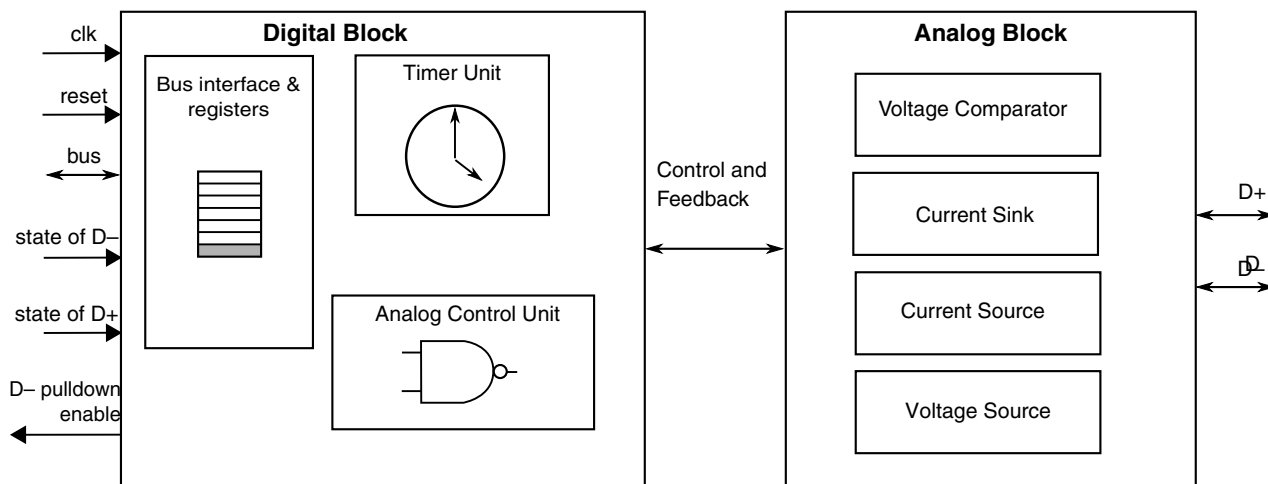 Digital Block
Analog Block
clk
reset
bus
state of D–
state of D+
D– pulldown
enable
Bus interface &
registers
Timer Unit
Analog Control Unit
Control and
Feedback
Voltage Comparator
Current Sink
Current Source
Voltage Source
D+
D–